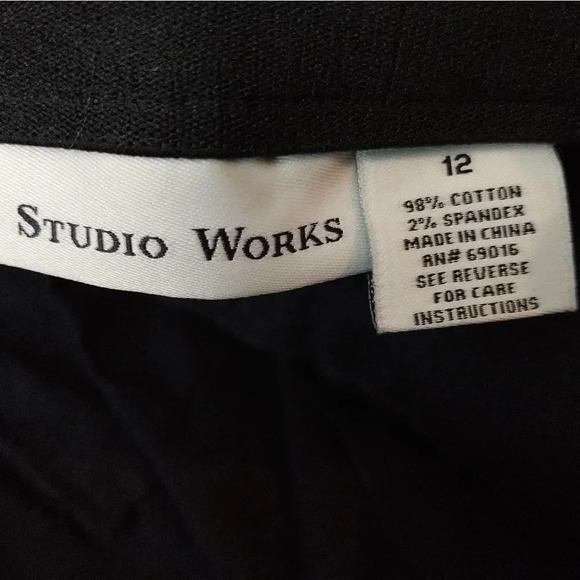 STUDIO WORKS
12
98% COTTON
2% SPANDEX
MADE IN CHINA
RN# 69016
SEE REVERSE
FOR CARE
INSTRUCTIONS